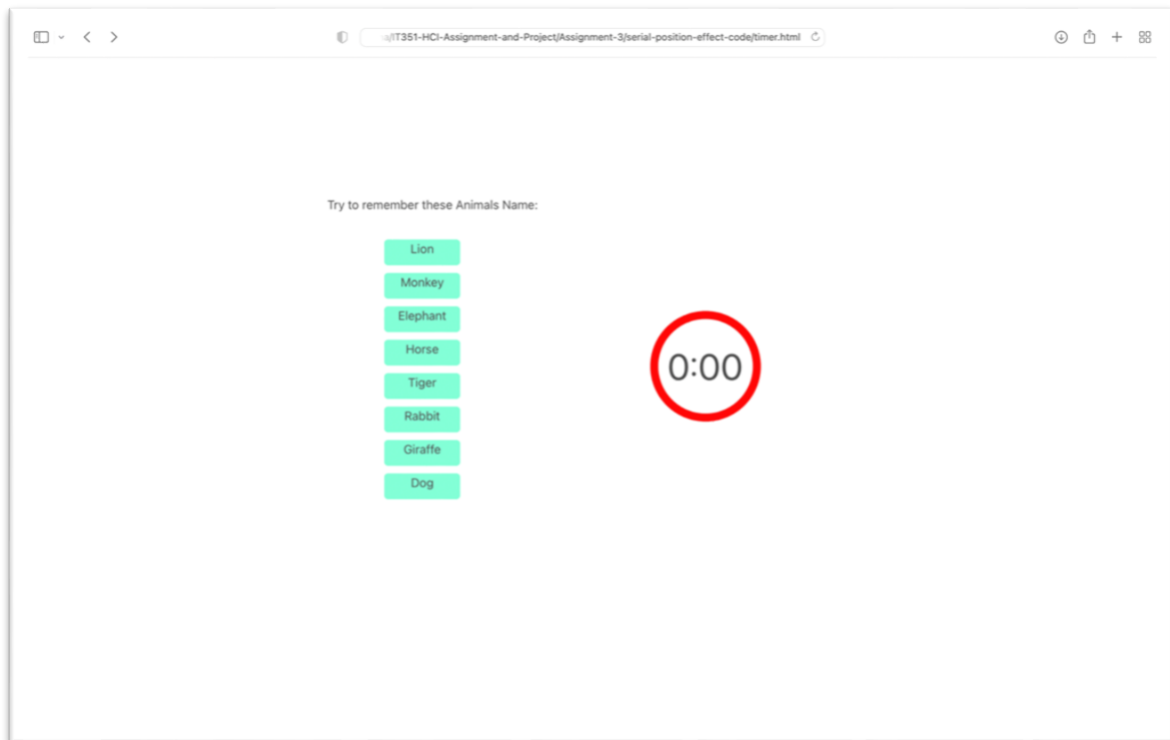 /IT351-HCI-Assignment-and-Project/Assignment-3/serial-position-effect-code/timer.html
Try to remember these Animals Name:
Lion
Monkey
Elephant
Horse
Tiger
Rabbit
Giraffe
Dog
0:00